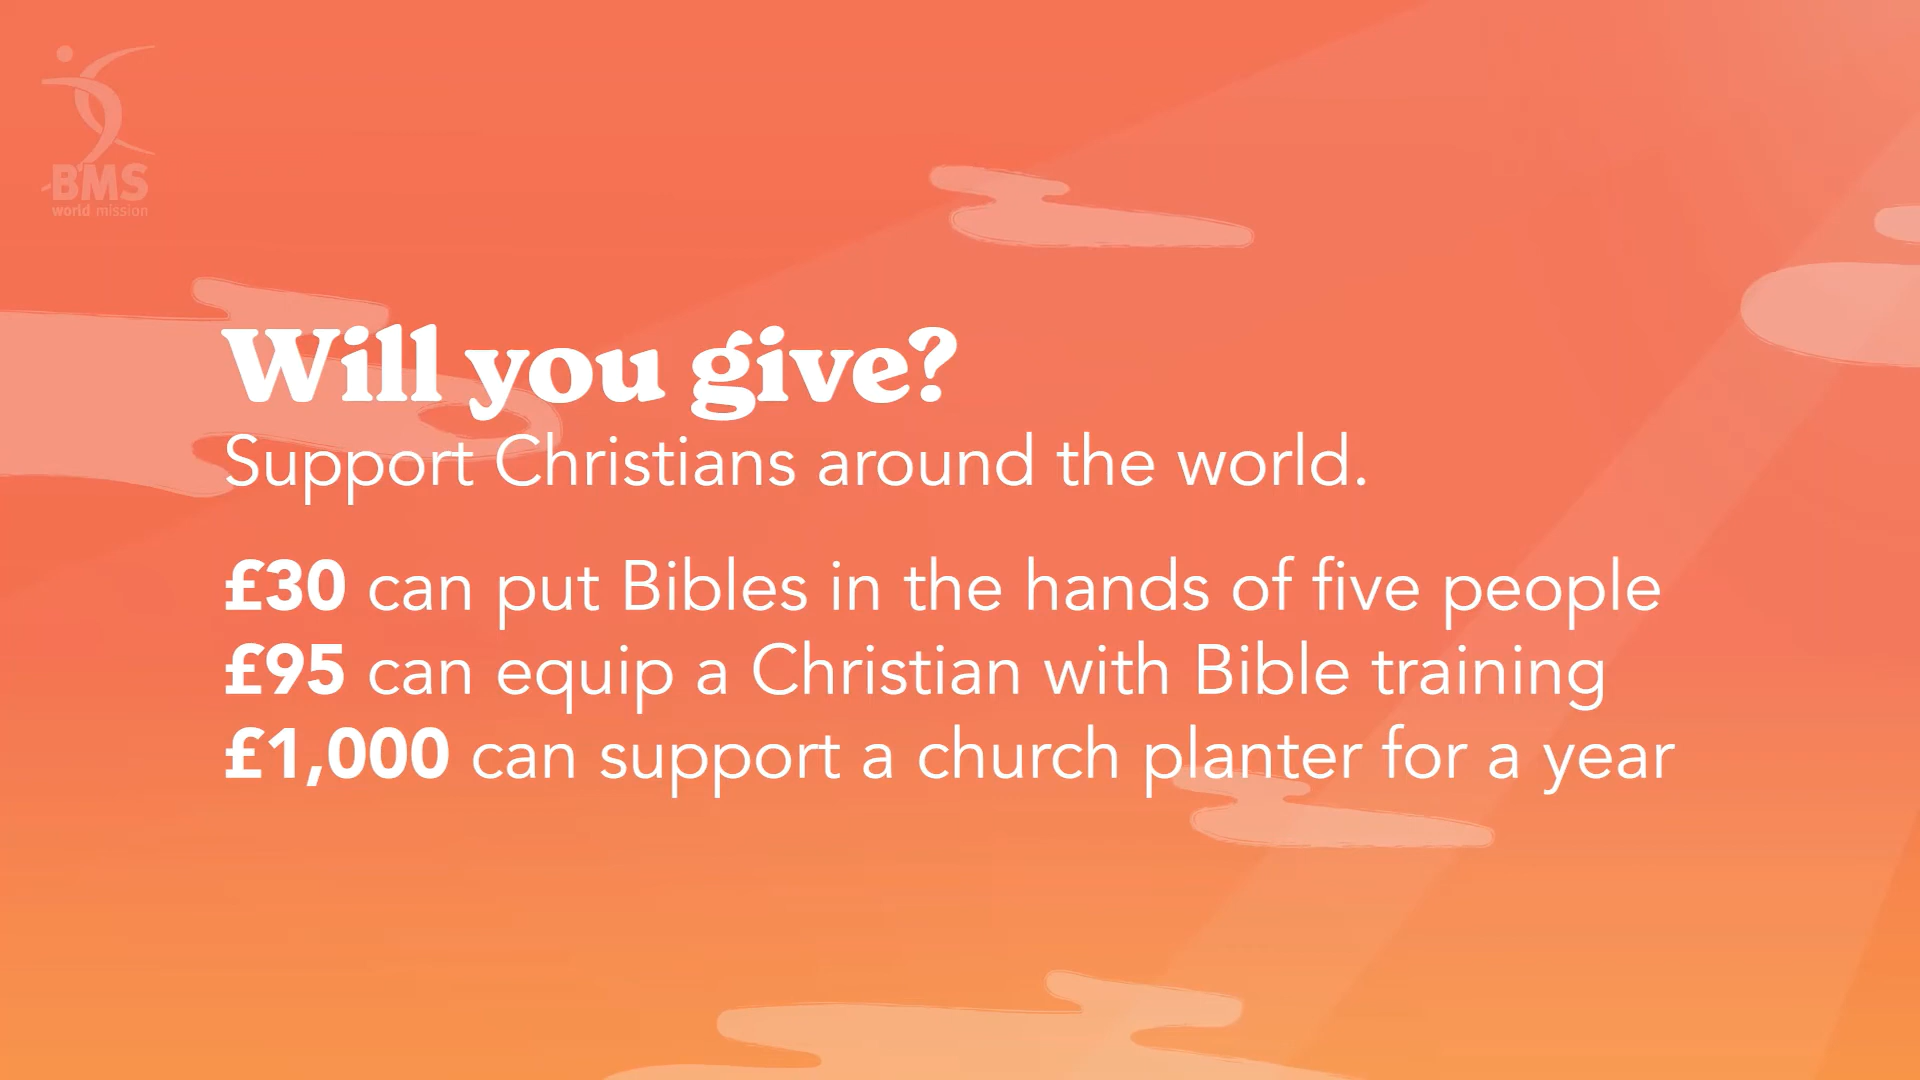 BMS
world mission
Will you give?
Support Christians around the world.
£30 can put Bibles in the hands of five people
£95 can equip a Christian with Bible training
£1,000 can support a church planter for a year